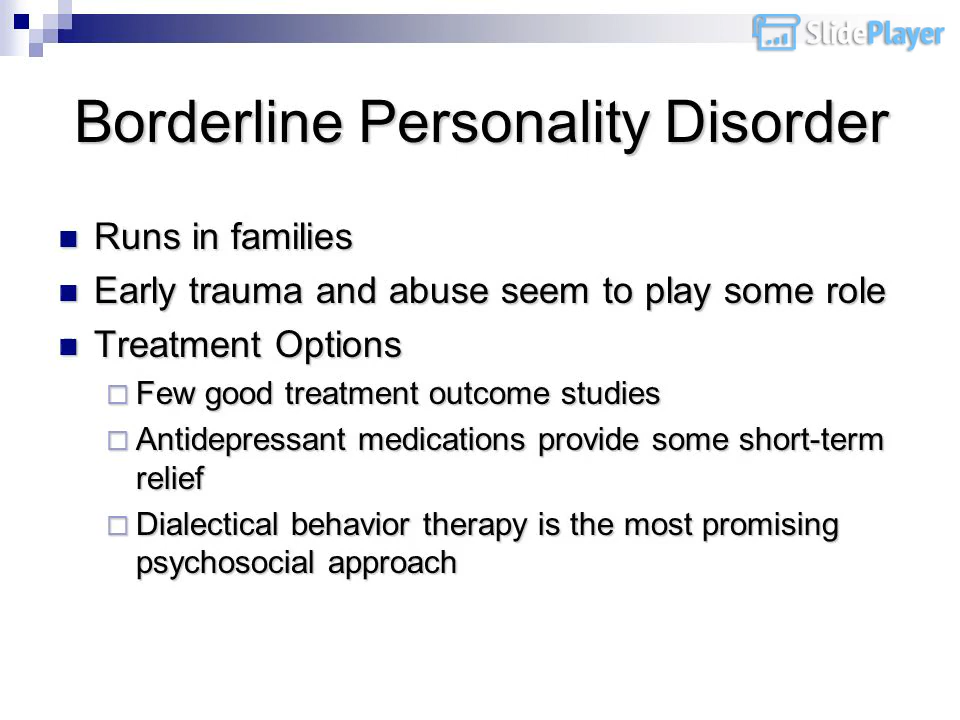 SlidePlayer
Borderline Personality Disorder
Runs in families
Early trauma and abuse seem to play some role
Treatment Options
Few good treatment outcome studies
Antidepressant medications provide some short-term
relief
Dialectical behavior therapy is the most promising
psychosocial approach